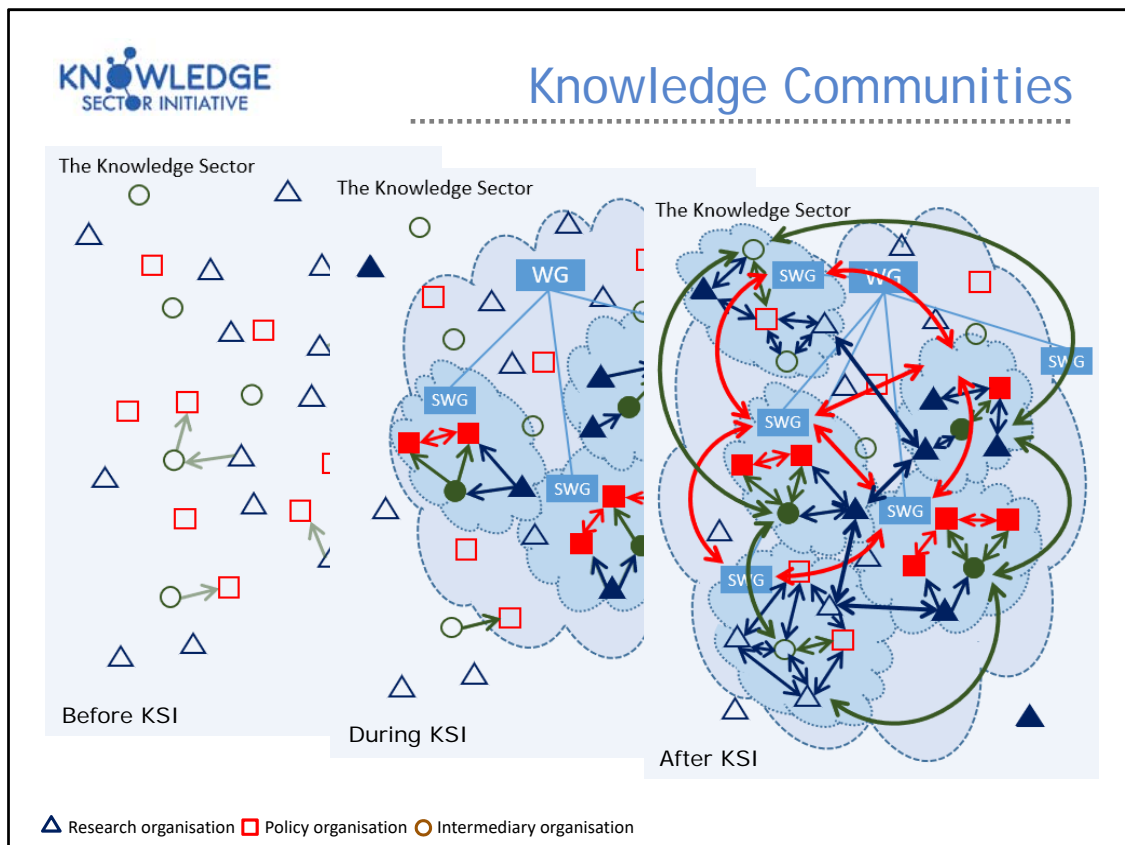 KNOWLEDGE
SECTOR INITIATIVE
Knowledge Communities
The Knowledge Sector
Before KSI
The Knowledge Sector
WG
SWG
SWG
During KSI
The Knowledge Sector
SWG
WG
SWG
SWG
SWG
SWG
After KSI
Research organisation Policy organisation Intermediary organisation